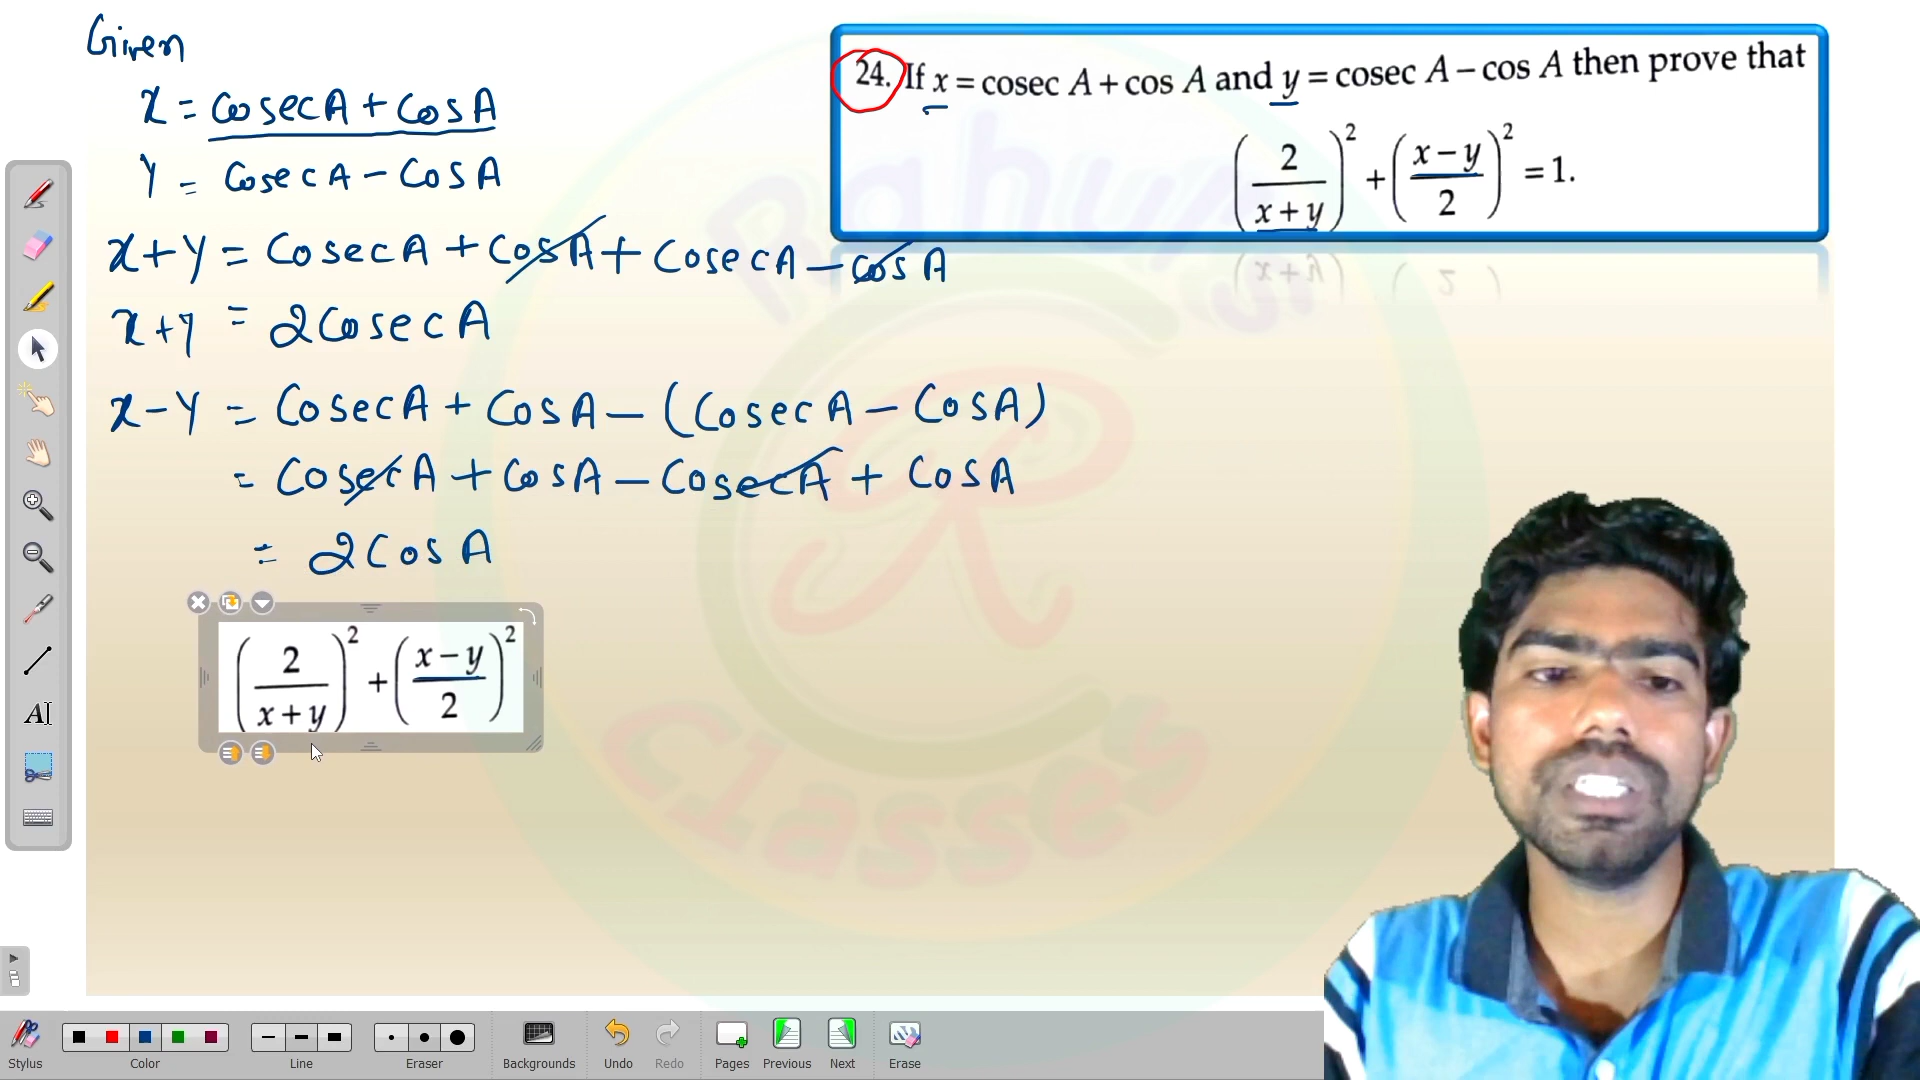 Given
x = cosecA + cosA
Y = cosecA - cosA
x+y = cosecA + cosA + cosecA - cosA
x+y = 2cosecA
x-Y = cosecA + cosA - (cosecA - cosA)
= cosecA + cosA - cosecA + cosA
= 2cosA
(2/(x+y))² + ((x-y)/2)²
24. If x = cosec A + cos A and y = cosec A - cos A then prove that
(2/(x+y))² + ((x-y)/2)² = 1.
Rahul's
Classes
A
Stylus
Color
Line
Eraser
Backgrounds
Undo
Redo
Pages
Previous
Next
Erase